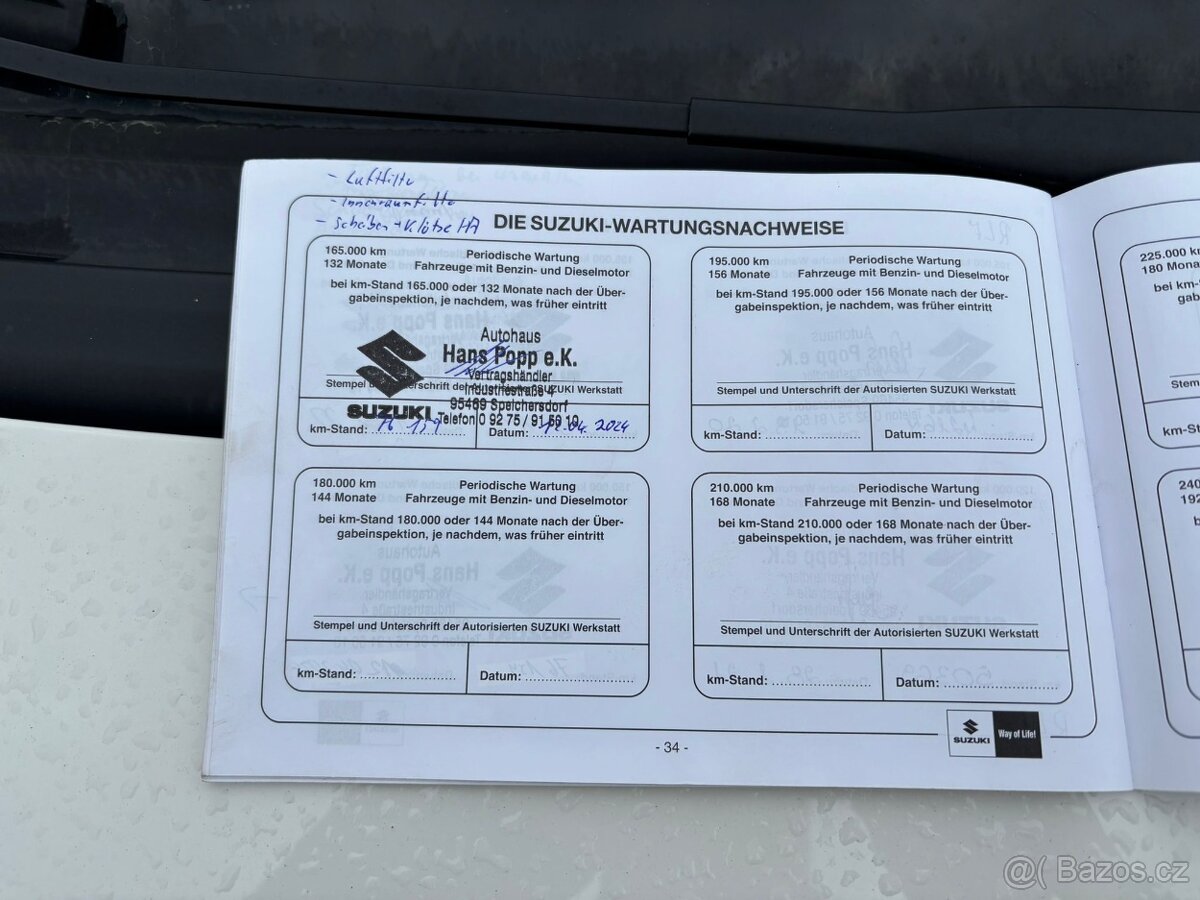 - Luftfilter
- Innenraumfilter
- Scheiben + Klötze HA
DIE SUZUKI-WARTUNGSNACHWEISE
165.000 km Periodische Wartung
132 Monate Fahrzeuge mit Benzin- und Dieselmotor
bei km-Stand 165.000 oder 132 Monate nach der Über-
gabeinspektion, je nachdem, was früher eintritt
Autohaus
Hans Popp e.K.
Vertragshändler
Stempel und Unterschrift der Autorisierten SUZUKI Werkstatt
Industriestraße 4
95469 Speichersdorf
SUZUKI Telefon 0 92 75 /
km-Stand: Datum: 12.04.2024
195.000 km Periodische Wartung
156 Monate Fahrzeuge mit Benzin- und Dieselmotor
bei km-Stand 195.000 oder 156 Monate nach der Über-
gabeinspektion, je nachdem, was früher eintritt
Stempel und Unterschrift der Autorisierten SUZUKI Werkstatt
km-Stand: Datum:
180.000 km Periodische Wartung
144 Monate Fahrzeuge mit Benzin- und Dieselmotor
bei km-Stand 180.000 oder 144 Monate nach der Über-
gabeinspektion, je nachdem, was früher eintritt
Stempel und Unterschrift der Autorisierten SUZUKI Werkstatt
km-Stand: Datum:
210.000 km Periodische Wartung
168 Monate Fahrzeuge mit Benzin- und Dieselmotor
bei km-Stand 210.000 oder 168 Monate nach der Über-
gabeinspektion, je nachdem, was früher eintritt
Stempel und Unterschrift der Autorisierten SUZUKI Werkstatt
km-Stand: Datum:
SUZUKI Way of Life!
- 34 -
225.000 km
180 Monate
bei km-
gab
Stem
km-St
240
192
Bazos.cz